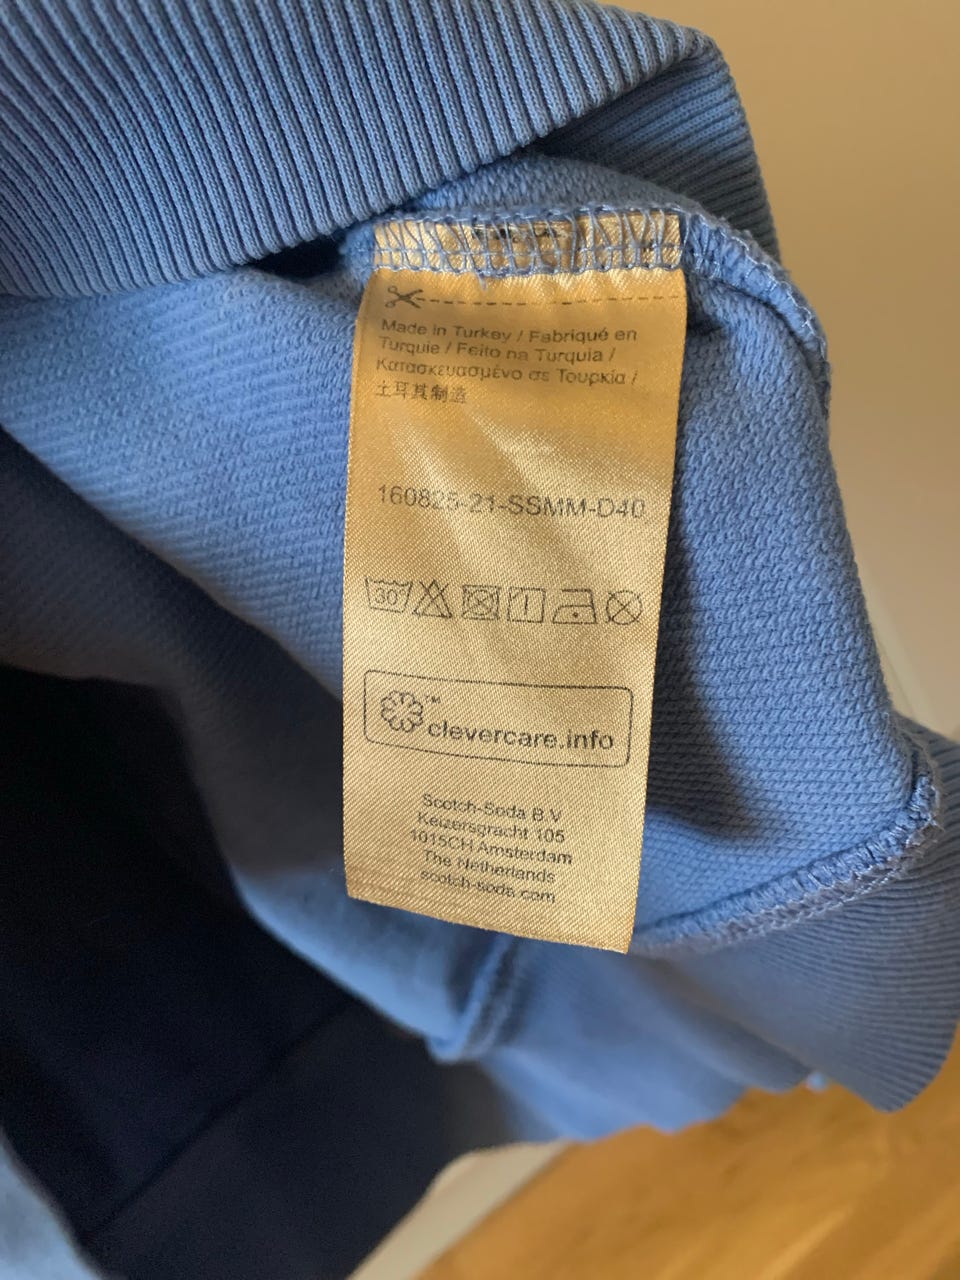 Made in Turkey / Fabriqué en
Turquie / Feito na Turquia /
Κατασκευασμένο σε Τουρκία /
土耳其制造
160825-21-SSMM-D40
30°
™
clevercare.info
Scotch-Soda B.V
Keizersgracht 105
1015CH Amsterdam
The Netherlands
scotch-soda.com